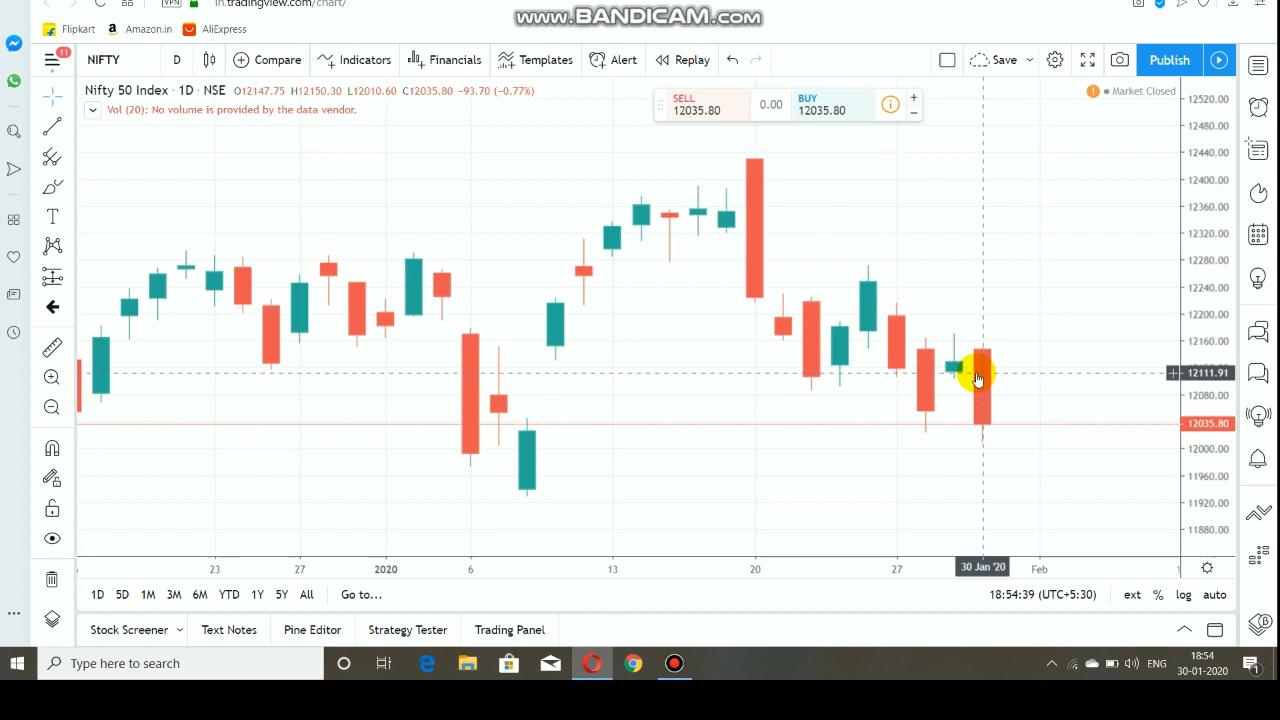 www.BANDICAM.com
VPN in.tradingview.com/chart/
Flipkart Amazon.in AliExpress
11
NIFTY D Compare Indicators Financials Templates Alert Replay Save Publish
Nifty 50 Index · 1D · NSE O12147.75 H12150.30 L12010.60 C12035.80 -93.70 (-0.77%)
Vol (20): No volume is provided by the data vendor.
SELL
12035.80
0.00
BUY
12035.80
Market Closed
12520.00
12480.00
12440.00
12400.00
12360.00
12320.00
12280.00
12240.00
12200.00
12160.00
12111.91
12080.00
12035.80
12000.00
11960.00
11920.00
11880.00
23 27 2020 6 13 20 27 30 Jan '20 Feb
1D 5D 1M 3M 6M YTD 1Y 5Y All Go to... 18:54:39 (UTC+5:30) ext % log auto
Stock Screener Text Notes Pine Editor Strategy Tester Trading Panel
Type here to search
ENG
18:54
30-01-2020
1